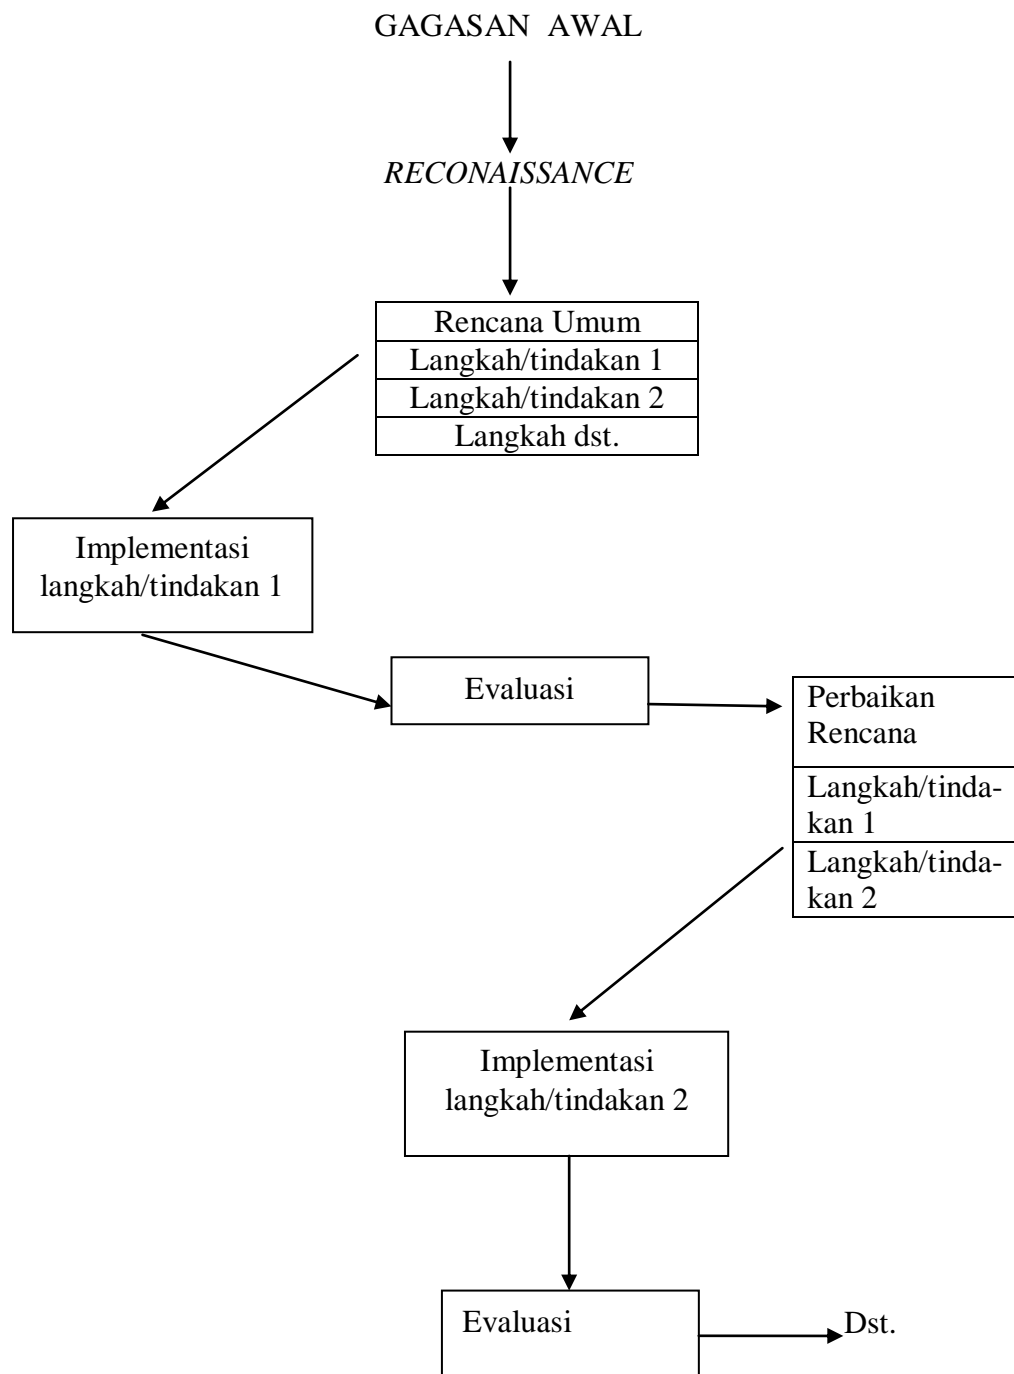 GAGASAN AWAL
RECONAISSANCE
Rencana Umum
Langkah/tindakan 1
Langkah/tindakan 2
Langkah dst.
Implementasi
langkah/tindakan 1
Evaluasi
Perbaikan
Rencana
Langkah/tinda-
kan 1
Langkah/tinda-
kan 2
Implementasi
langkah/tindakan 2
Evaluasi
Dst.